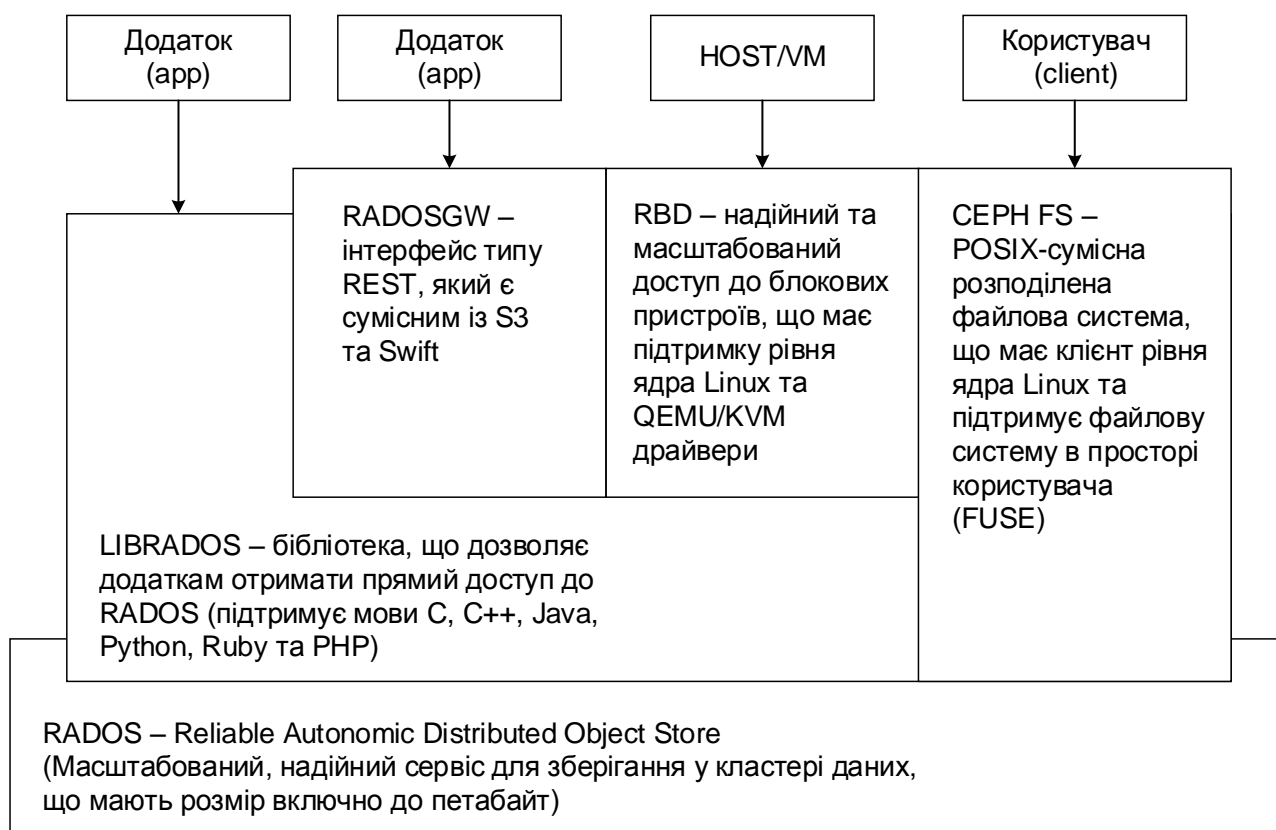 Додаток
(app)
Додаток
(app)
HOST/VM
Користувач
(client)
RADOSGW –
інтерфейс типу
REST, який є
сумісним із S3
та Swift
RBD – надійний та
масштабований
доступ до блокових
пристроїв, що має
підтримку рівня
ядра Linux та
QEMU/KVM
драйвери
CEPH FS –
POSIX-сумісна
розподілена
файлова система,
що має клієнт рівня
ядра Linux та
підтримує файлову
систему в просторі
користувача
(FUSE)
LIBRADOS – бібліотека, що дозволяє
додаткам отримати прямий доступ до
RADOS (підтримує мови C, C++, Java,
Python, Ruby та PHP)
RADOS – Reliable Autonomic Distributed Object Store
(Масштабований, надійний сервіс для зберігання у кластері даних,
що мають розмір включно до петабайт)